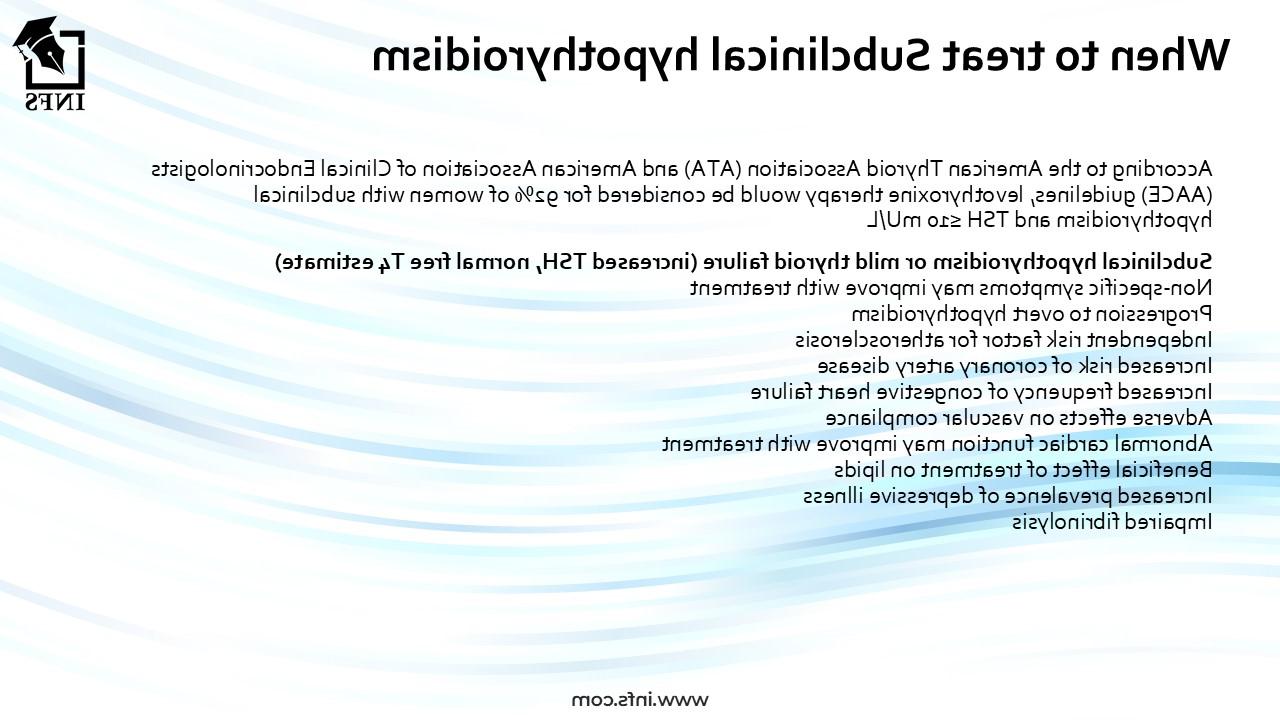 When to treat Subclinical hypothyroidism
INFS
According to the American Thyroid Association (ATA) and American Association of Clinical Endocrinologists
(AACE) guidelines, levothyroxine therapy would be considered for 92% of women with subclinical
hypothyroidism and TSH ≤10 mU/L
Subclinical hypothyroidism or mild thyroid failure (increased TSH, normal free T4 estimate)
Non-specific symptoms may improve with treatment
Progression to overt hypothyroidism
Independent risk factor for atherosclerosis
Increased risk of coronary artery disease
Increased frequency of congestive heart failure
Adverse effects on vascular compliance
Abnormal cardiac function may improve with treatment
Beneficial effect of treatment on lipids
Increased prevalence of depressive illness
Impaired fibrinolysis
www.infs.com